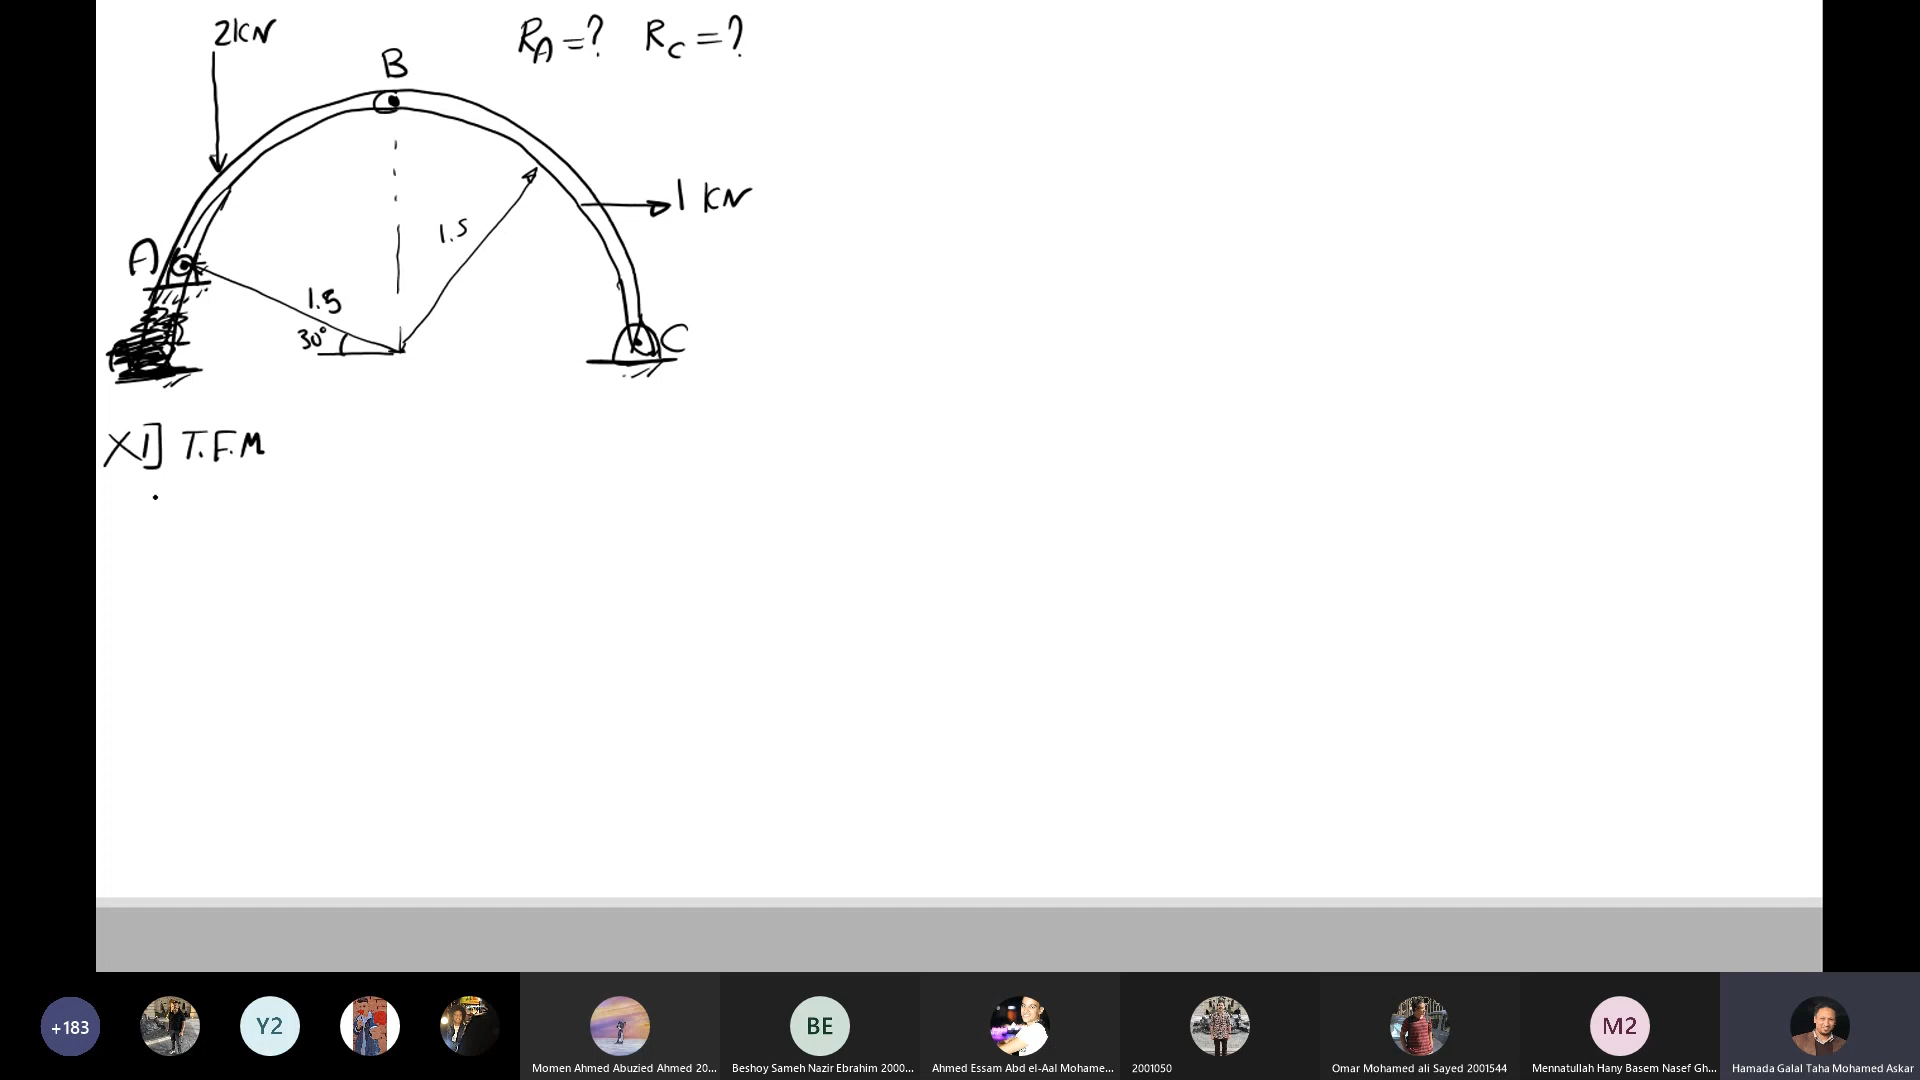 2kN
R_A = ? R_C = ?
B
1 KN
1.5
A
1.5
30°
C
X1] T.F.M
+183
Y2
BE
M2
Momen Ahmed Abuzied Ahmed 20...
Beshoy Sameh Nazir Ebrahim 2000...
Ahmed Essam Abd el-Aal Mohame...
2001050
Omar Mohamed ali Sayed 2001544
Mennatullah Hany Basem Nasef Gh...
Hamada Galal Taha Mohamed Askar